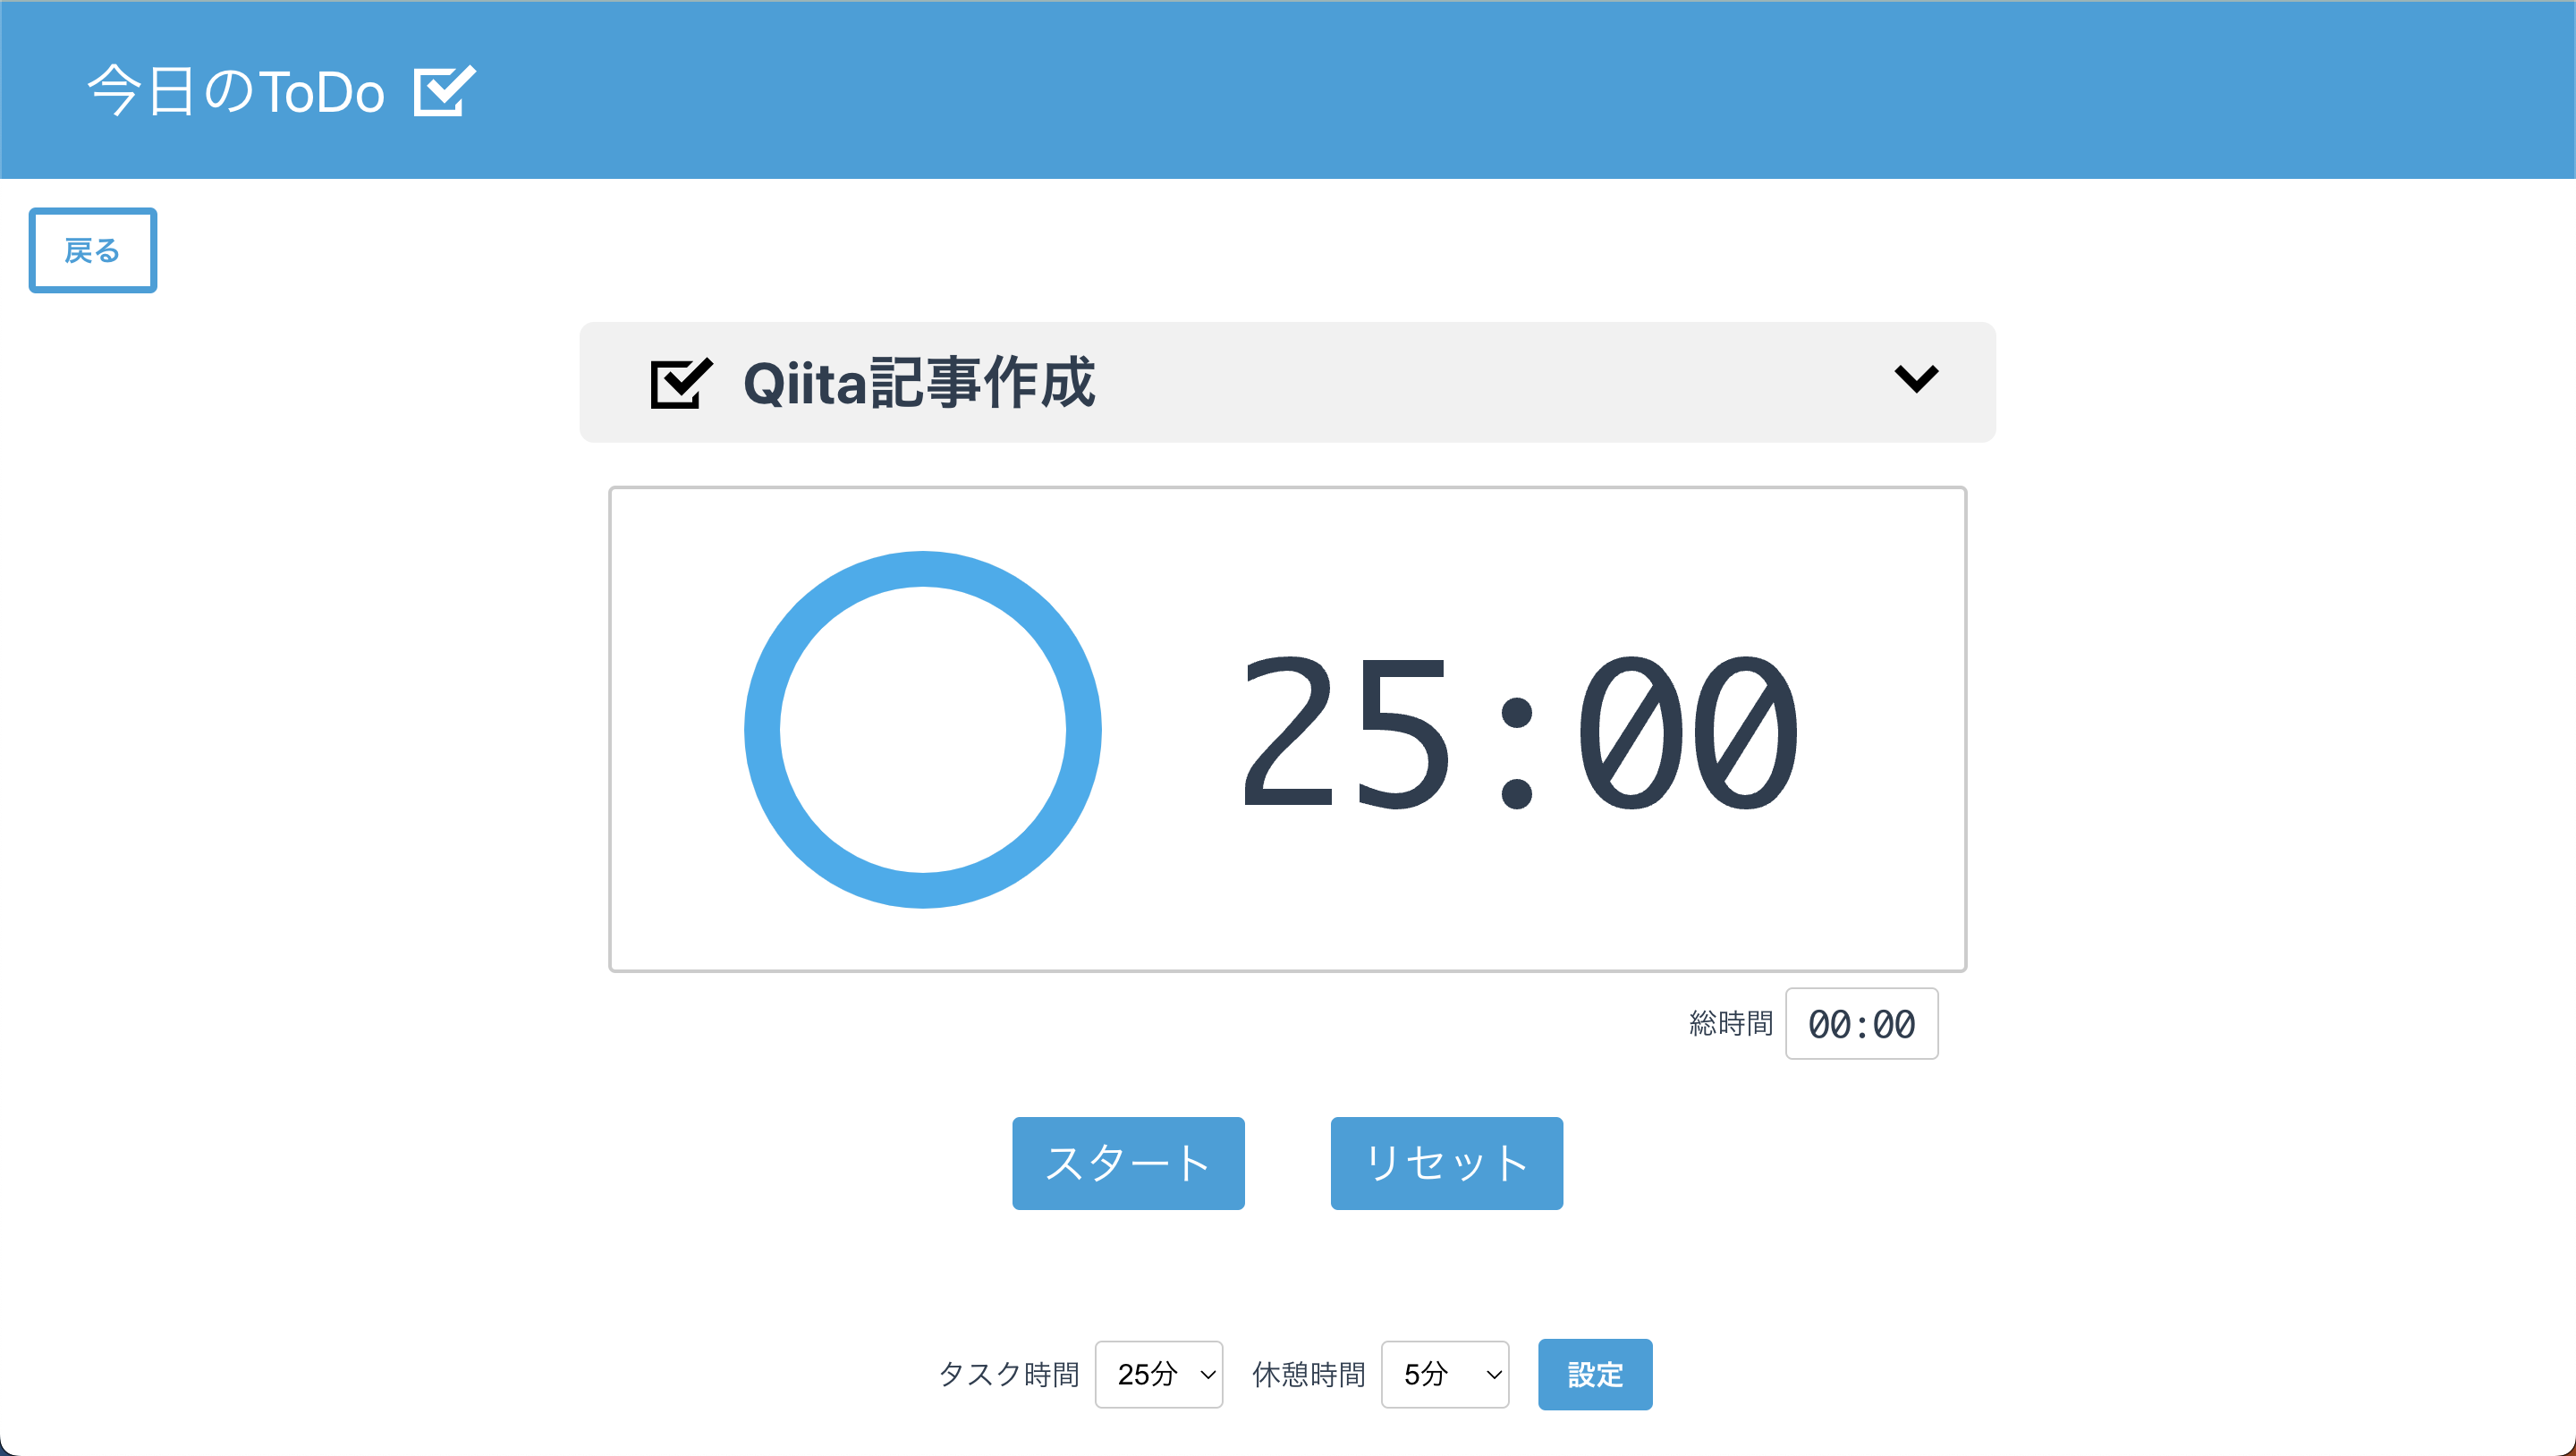 今日のToDo
戻る
Qiita記事作成
25:00
総時間 00:00
スタート リセット
タスク時間 25分 休憩時間 5分 設定